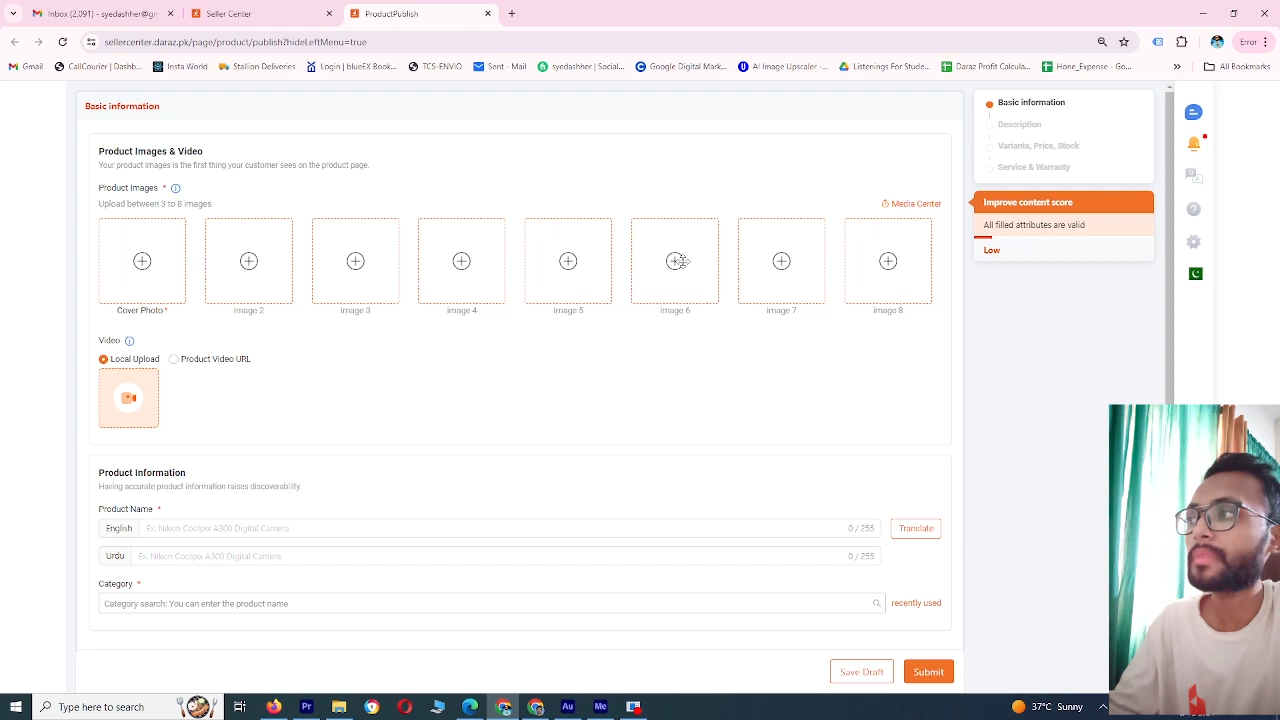 Inbox (2,091) - syedashher@gm
Seller Center
ProductPublish
sellercenter.daraz.pk/page/product/publish?hideLeftMenu=true
Error
Gmail
CallCourier | Dashb...
Insta World
Stallion Deliveries
Login | blueEX Book...
TCS-ENVIO
Sent - Mail
syedashher | Social...
Google Digital Mark...
AI Image Upscaler -...
Listings For Stude...
Daraz Profit Calcula...
Hone_Expense - Go...
All Bookmarks
Basic information
Product Images & Video
Your product images is the first thing your customer sees on the product page.
Product Images *
Upload between 3 to 8 images
Media Center
Cover Photo*
image 2
image 3
image 4
image 5
image 6
image 7
image 8
Video
Local Upload
Product Video URL
Product Information
Having accurate product information raises discoverability.
Product Name *
English
Ex. Nikon Coolpix A300 Digital Camera
0 / 255
Translate
Urdu
Ex. Nikon Coolpix A300 Digital Camera
0 / 255
Category *
Category search: You can enter the product name
recently used
Save Draft
Submit
Basic information
Description
Variants, Price, Stock
Service & Warranty
Improve content score
All filled attributes are valid
Low
Type here to search
Pr
Au
Me
37°C Sunny